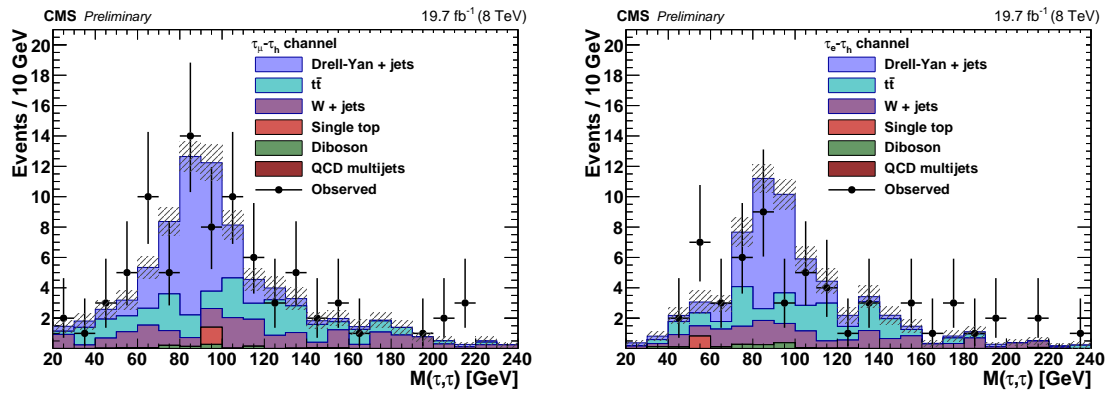 CMS Preliminary 19.7 fb⁻¹ (8 TeV)
Events / 10 GeV
20
18
16
14
12
10
8
6
4
2
τμ-τh channel
Drell-Yan + jets
tt̄
W + jets
Single top
Diboson
QCD multijets
Observed
20 40 60 80 100 120 140 160 180 200 220 240
M(τ,τ) [GeV]
CMS Preliminary 19.7 fb⁻¹ (8 TeV)
Events / 10 GeV
20
18
16
14
12
10
8
6
4
2
τe-τh channel
Drell-Yan + jets
tt̄
W + jets
Single top
Diboson
QCD multijets
Observed
20 40 60 80 100 120 140 160 180 200 220 240
M(τ,τ) [GeV]